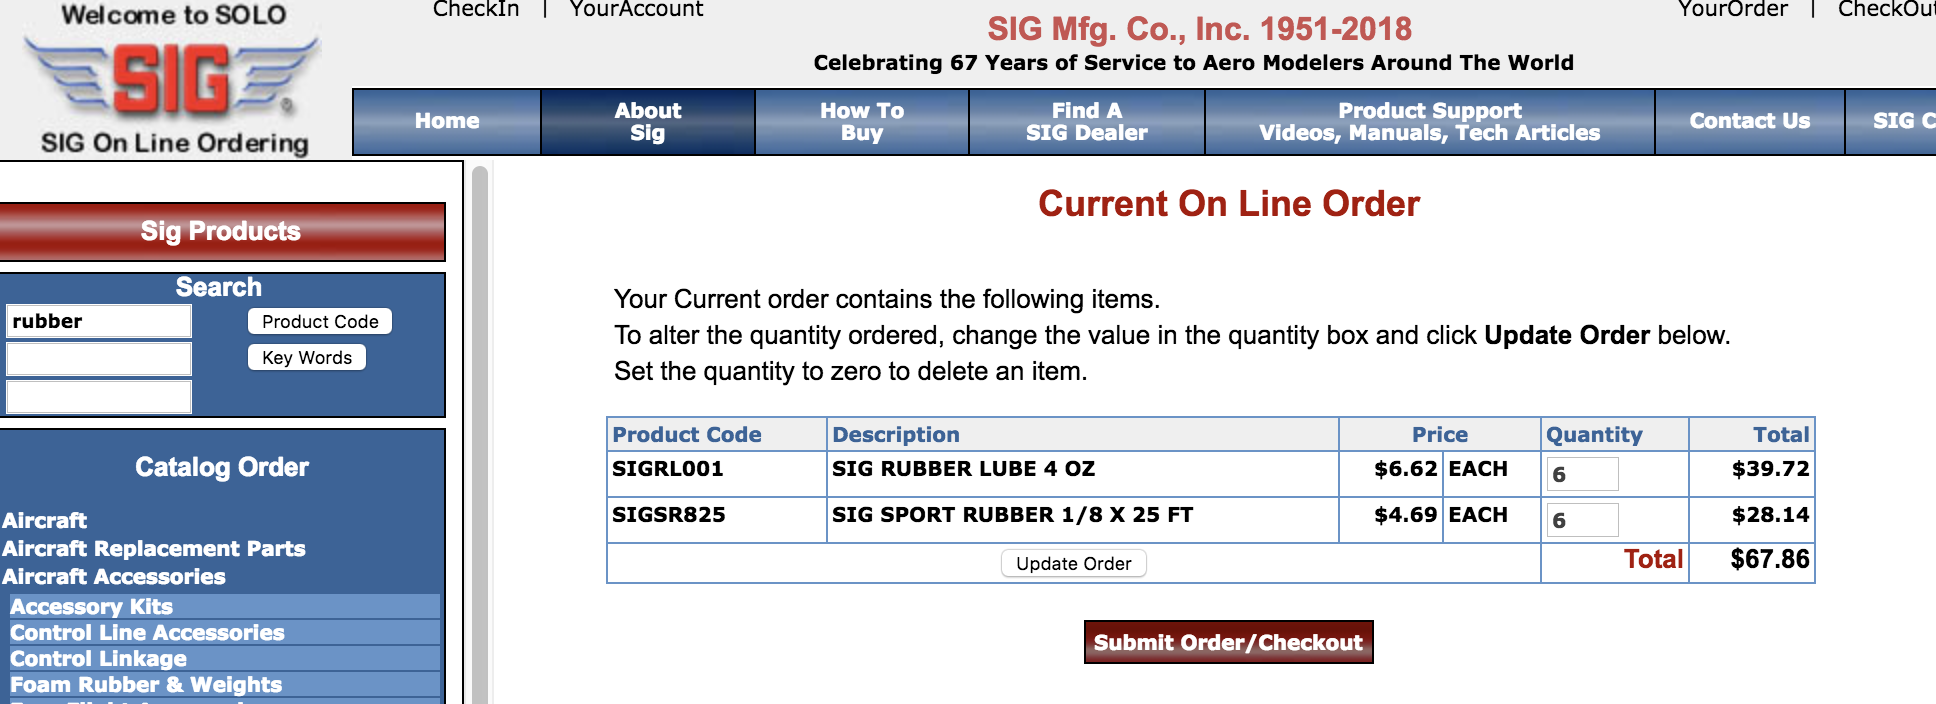 Welcome to SOLO
SIG
SIG On Line Ordering
CheckIn | YourAccount
YourOrder | CheckOut
SIG Mfg. Co., Inc. 1951-2018
Celebrating 67 Years of Service to Aero Modelers Around The World
Home
About
Sig
How To
Buy
Find A
SIG Dealer
Product Support
Videos, Manuals, Tech Articles
Contact Us
SIG C
Sig Products
Search
rubber
Product Code
Key Words
Catalog Order
Aircraft
Aircraft Replacement Parts
Aircraft Accessories
Accessory Kits
Control Line Accessories
Control Linkage
Foam Rubber & Weights
Current On Line Order
Your Current order contains the following items.
To alter the quantity ordered, change the value in the quantity box and click Update Order below.
Set the quantity to zero to delete an item.
Product Code Description Price Quantity Total
SIGRL001 SIG RUBBER LUBE 4 OZ $6.62 EACH 6 $39.72
SIGSR825 SIG SPORT RUBBER 1/8 X 25 FT $4.69 EACH 6 $28.14
Update Order Total $67.86
Submit Order/Checkout